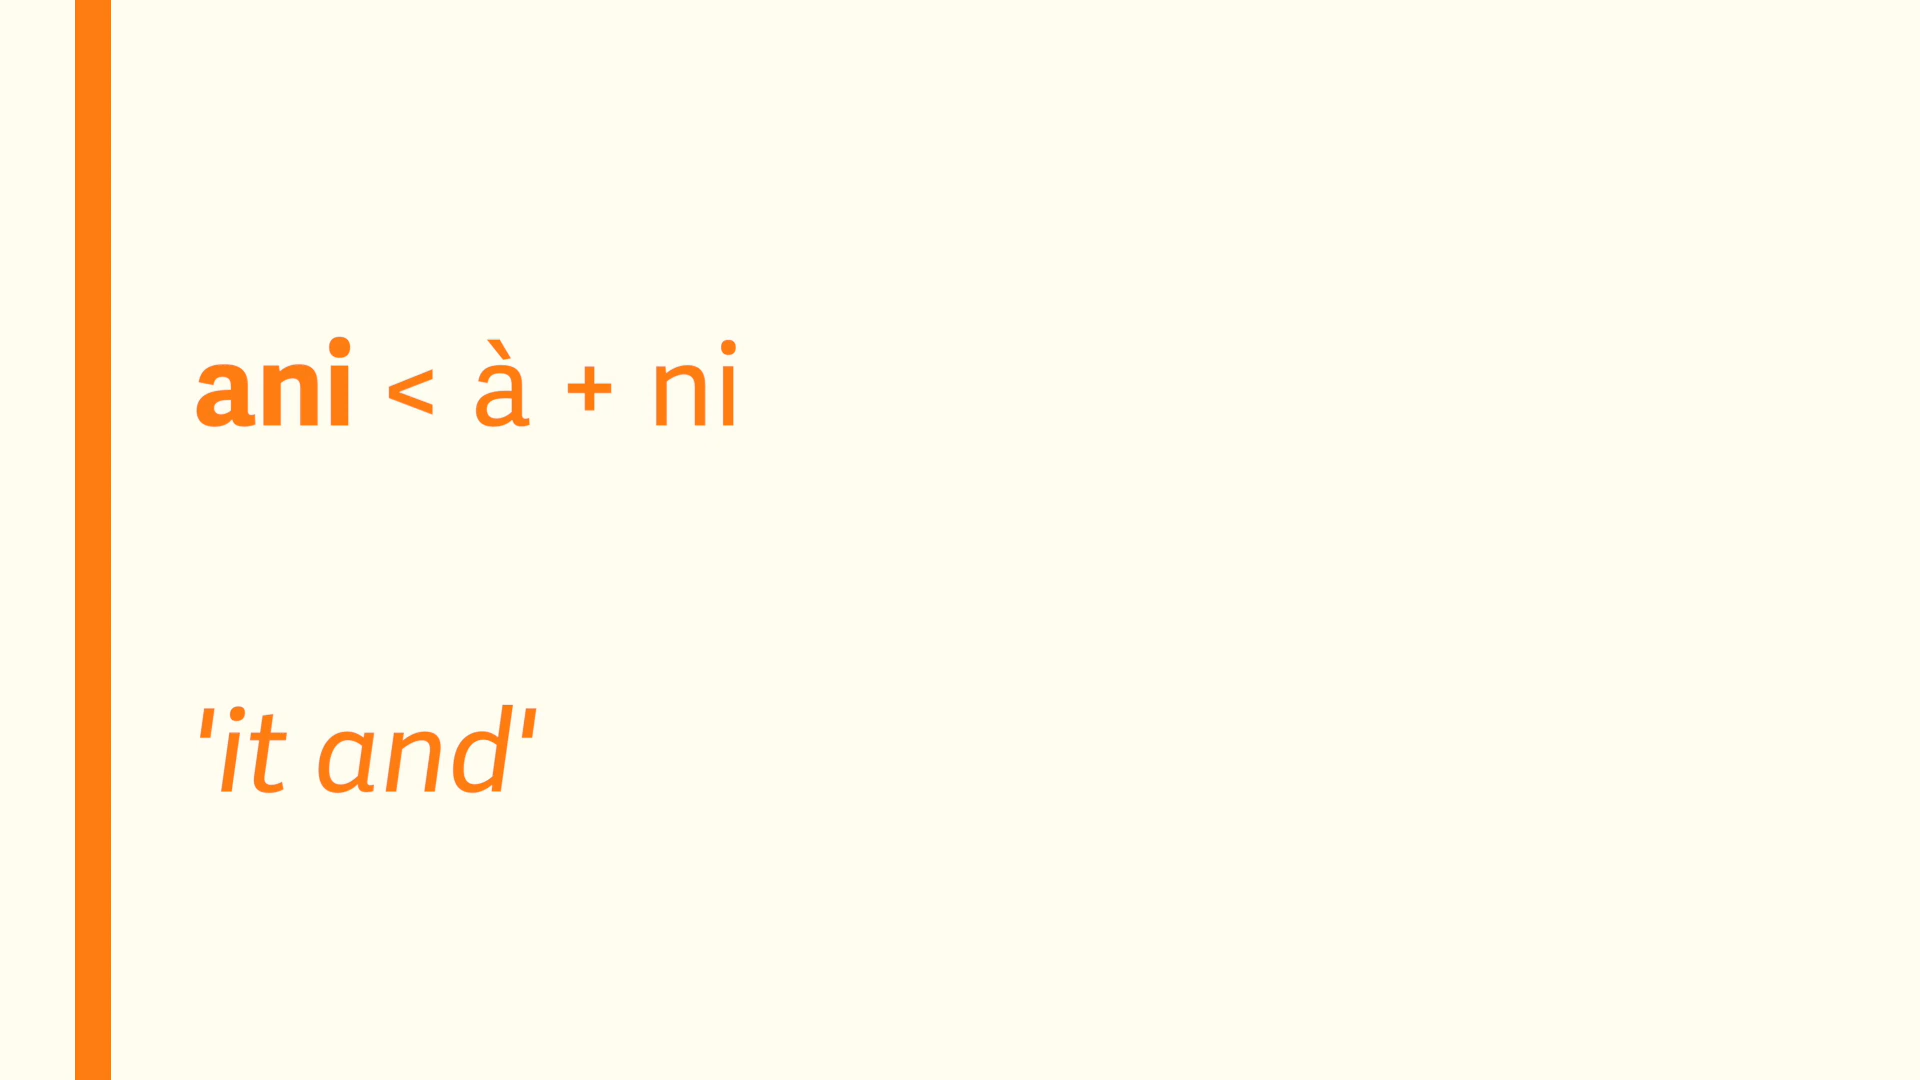 ani < à + ni
'it and'